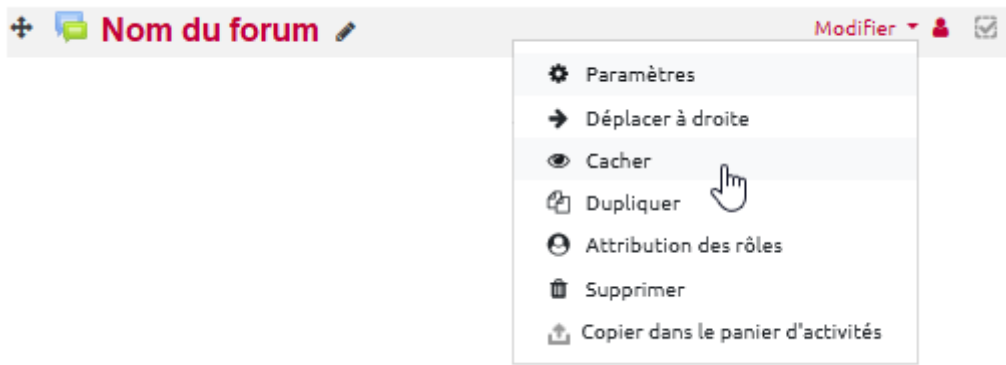 Nom du forum
Modifier
Paramètres
Déplacer à droite
Cacher
Dupliquer
Attribution des rôles
Supprimer
Copier dans le panier d'activités